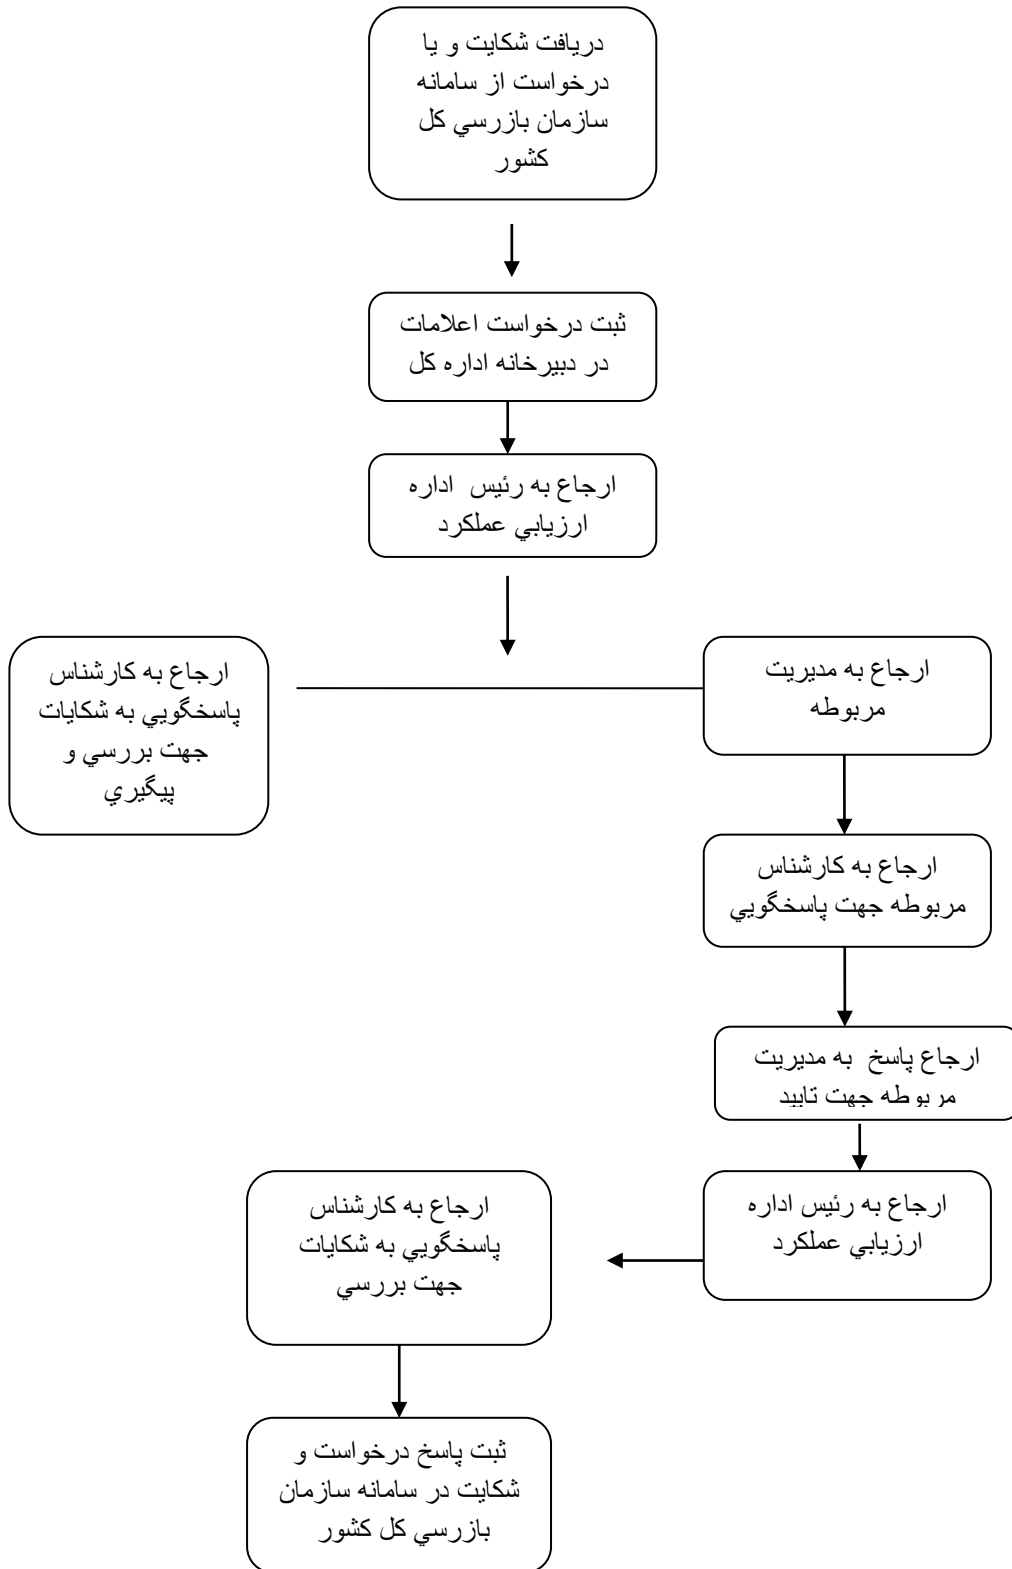 دريافت شكايت و يا
درخواست از سامانه
سازمان بازرسي كل
كشور
ثبت درخواست اعلامات
در دبيرخانه اداره كل
ارجاع به رئيس اداره
ارزيابي عملكرد
ارجاع به مديريت
مربوطه
ارجاع به كارشناس
پاسخگويي به شكايات
جهت بررسي و
پيگيري
ارجاع به كارشناس
مربوطه جهت پاسخگويي
ارجاع پاسخ به مديريت
مربوطه جهت تاييد
ارجاع به رئيس اداره
ارزيابي عملكرد
ارجاع به كارشناس
پاسخگويي به شكايات
جهت بررسي
ثبت پاسخ درخواست و
شكايت در سامانه سازمان
بازرسي كل كشور